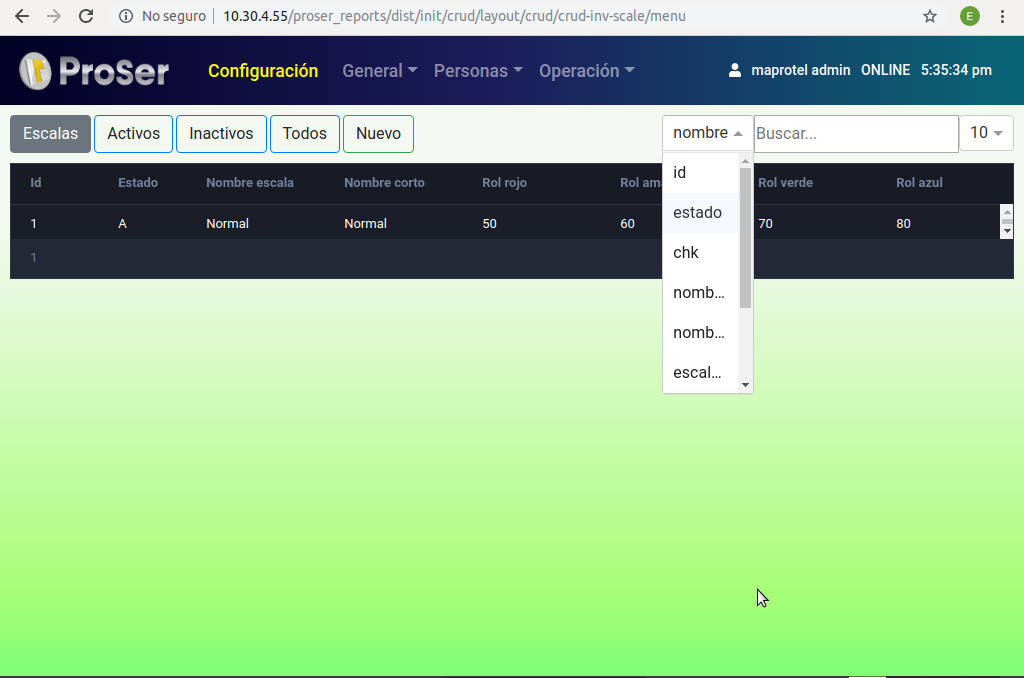 No seguro
10.30.4.55/proser_reports/dist/init/crud/layout/crud/crud-inv-scale/menu
E
ProSer
Configuración
General
Personas
Operación
maprotel admin
ONLINE
5:35:34 pm
Escalas
Activos
Inactivos
Todos
Nuevo
nombre
Buscar...
10
id
estado
chk
nomb...
nomb...
escal...
Id
Estado
Nombre escala
Nombre corto
Rol rojo
Rol ama
Rol verde
Rol azul
1
A
Normal
Normal
50
60
70
80
1